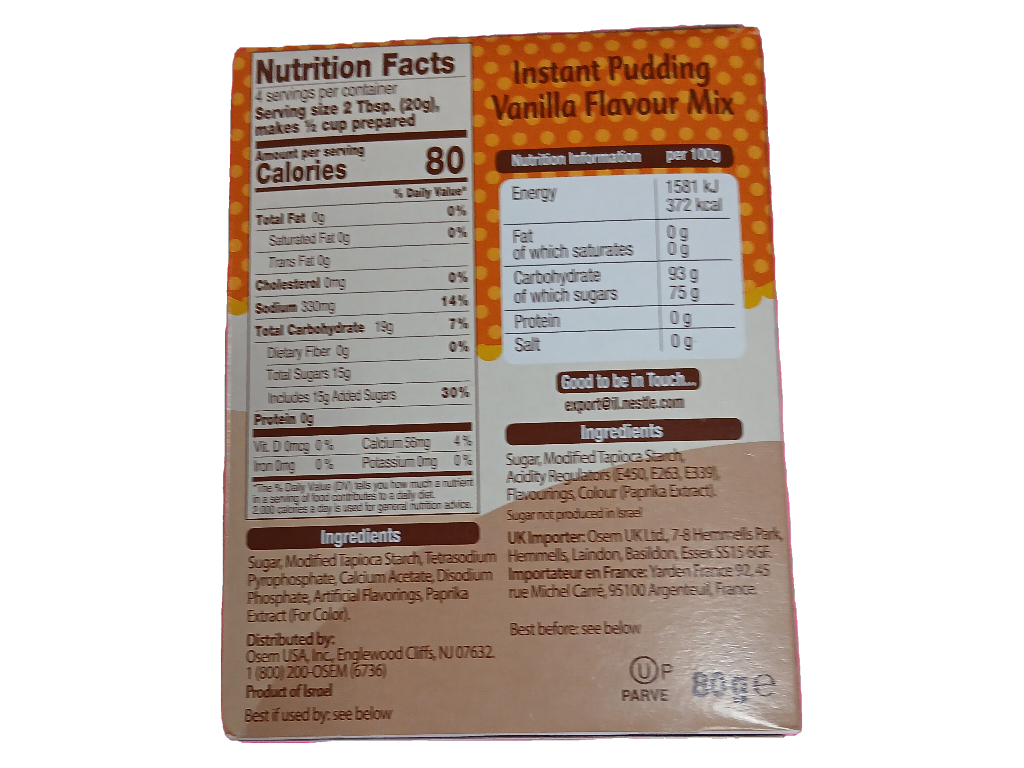 Nutrition Facts
4 servings per container
Serving size 2 Tbsp. (20g),
makes ½ cup prepared
Amount per serving
Calories 80
% Daily Value*
Total Fat 0g 0%
Saturated Fat 0g 0%
Trans Fat 0g
Cholesterol 0mg 0%
Sodium 330mg 14%
Total Carbohydrate 19g 7%
Dietary Fiber 0g 0%
Total Sugars 15g
Includes 15g Added Sugars 30%
Protein 0g
Vit. D 0mcg 0% Calcium 56mg 4%
Iron 0mg 0% Potassium 0mg 0%
*The % Daily Value (DV) tells you how much a nutrient
in a serving of food contributes to a daily diet.
2,000 calories a day is used for general nutrition advice.
Ingredients
Sugar, Modified Tapioca Starch, Tetrasodium
Pyrophosphate, Calcium Acetate, Disodium
Phosphate, Artificial Flavorings, Paprika
Extract (For Color).
Distributed by:
Osem USA, Inc., Englewood Cliffs, NJ 07632.
1 (800) 200-OSEM (6736)
Product of Israel
Best if used by: see below
Instant Pudding
Vanilla Flavour Mix
Nutrition Information per 100g
Energy 1581 kJ
372 kcal
Fat 0 g
of which saturates 0 g
Carbohydrate 93 g
of which sugars 75 g
Protein 0 g
Salt 0 g
Good to be in Touch...
export@il.nestle.com
Ingredients
Sugar, Modified Tapioca Starch,
Acidity Regulators (E450, E263, E339),
Flavourings, Colour (Paprika Extract).
Sugar not produced in Israel
UK Importer: Osem UK Ltd., 7-8 Hemmells Park,
Hemmells, Laindon, Basildon, Essex SS15 6GF.
Importateur en France: Yarden France 92, 45
rue Michel Carré, 95100 Argenteuil, France.
Best before: see below
U P
PARVE
80 g e